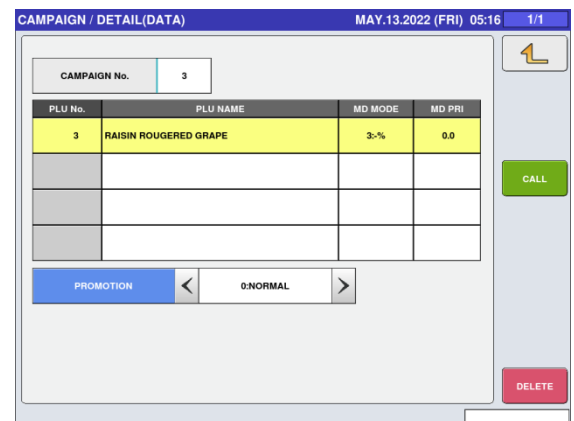 CAMPAIGN / DETAIL(DATA) MAY.13.2022 (FRI) 05:16 1/1
CAMPAIGN No. 3
PLU No. PLU NAME MD MODE MD PRI
3 RAISIN ROUGERED GRAPE 3:-% 0.0
CALL
PROMOTION 0:NORMAL
DELETE